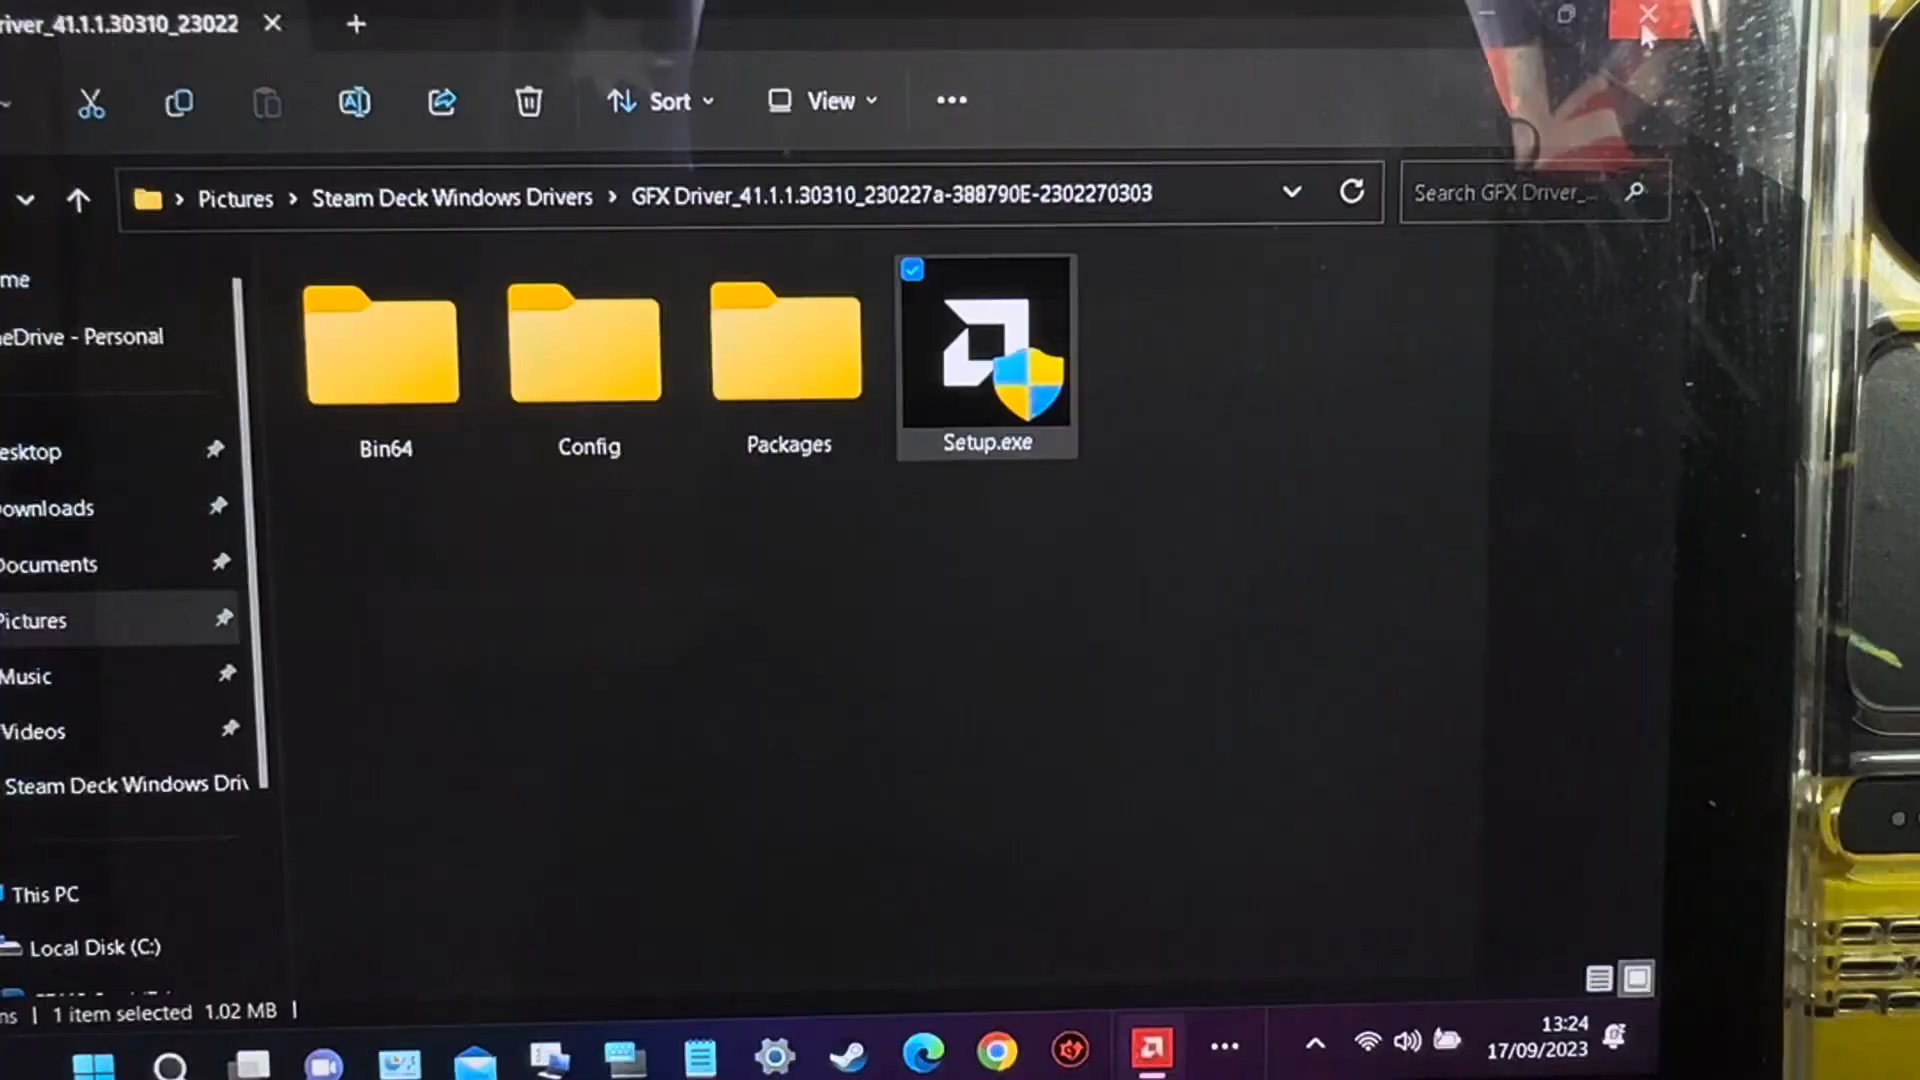 river_41.1.1.30310_23022
Sort
View
Pictures > Steam Deck Windows Drivers > GFX Driver_41.1.1.30310_230227a-388790E-2302270303
Search GFX Driver_...
me
eDrive - Personal
esktop
ownloads
Documents
Pictures
Music
Videos
Steam Deck Windows Driv
This PC
Local Disk (C:)
Bin64
Config
Packages
Setup.exe
ns | 1 item selected 1.02 MB |
13:24
17/09/2023